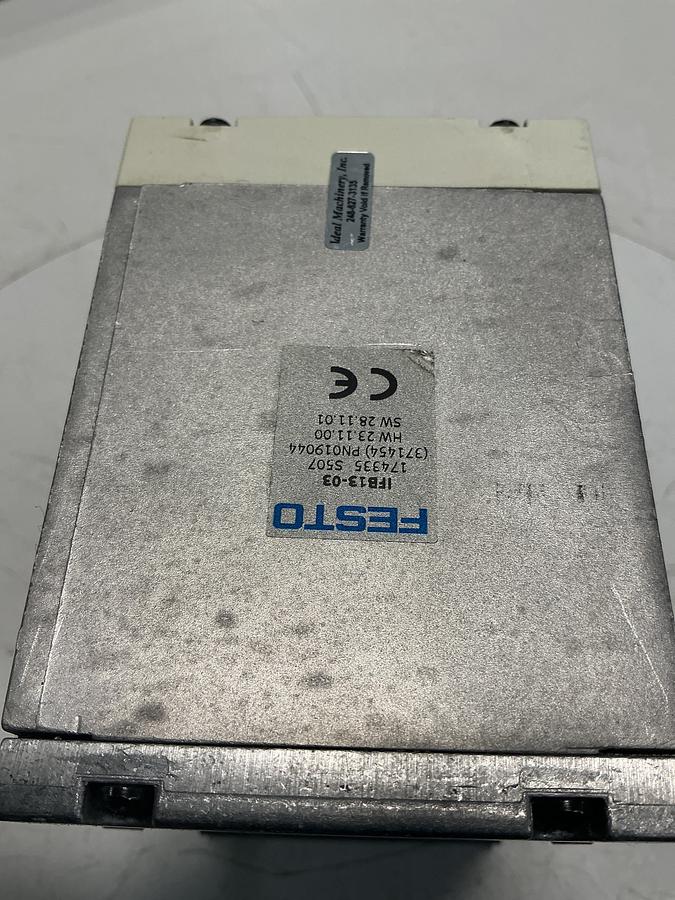 Ideal Machinery, Inc.
248-627-3135
Warranty Void if Removed
FESTO
IFB13-03
174335 S507
(371454) PN019044
HW 23.11.00
SW 28.11.01
CE